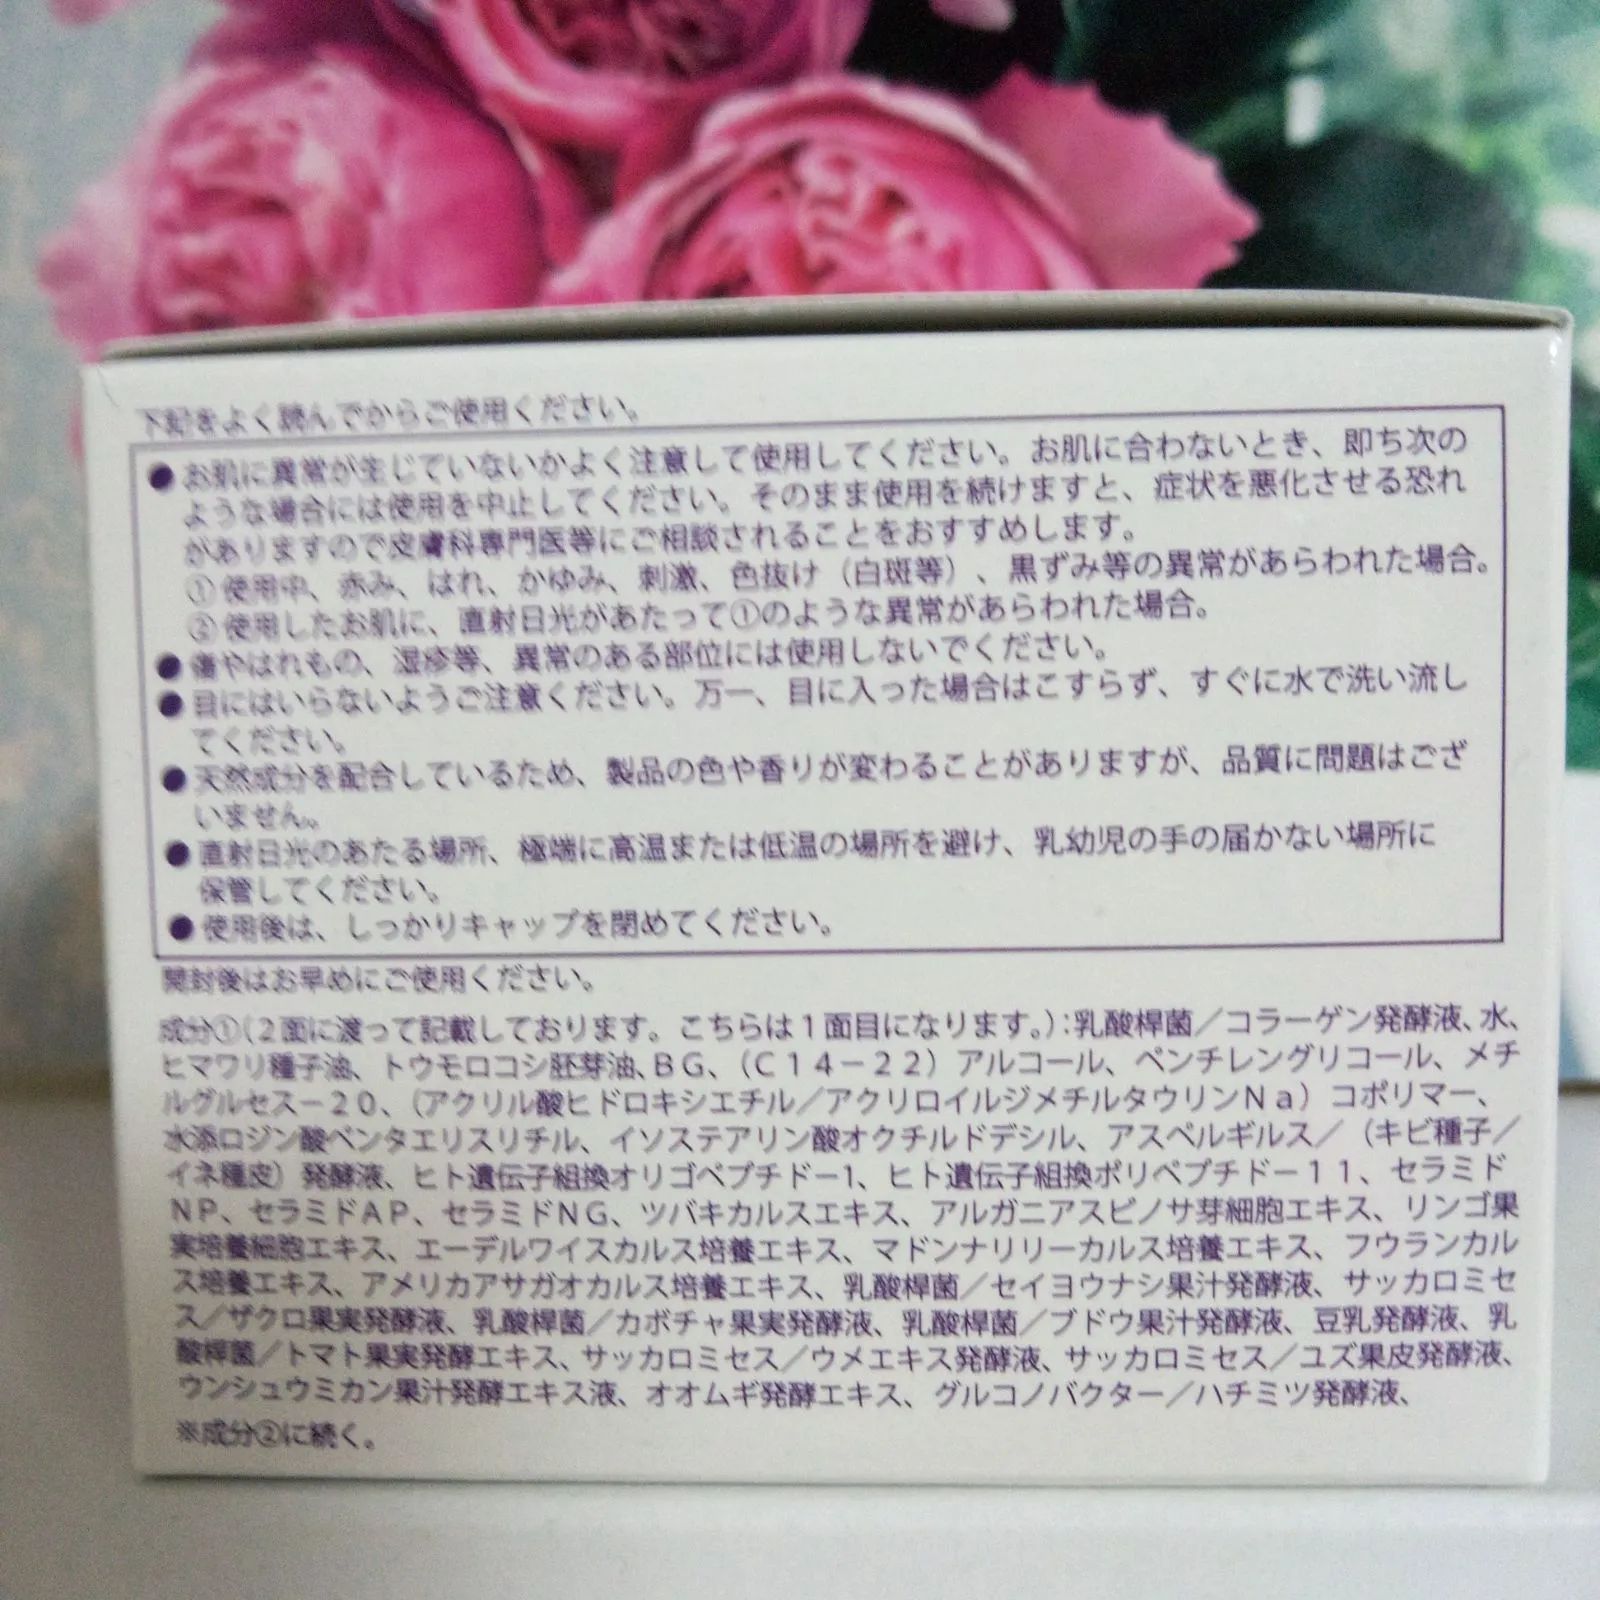 下記をよく読んでからご使用ください。
●お肌に異常が生じていないかよく注意して使用してください。お肌に合わないとき、即ち次の
ような場合には使用を中止してください。そのまま使用を続けますと、症状を悪化させる恐れ
がありますので皮膚科専門医等にご相談されることをおすすめします。
①使用中、赤み、はれ、かゆみ、刺激、色抜け（白斑等）、黒ずみ等の異常があらわれた場合。
②使用したお肌に、直射日光があたって①のような異常があらわれた場合。
●傷やはれもの、湿疹等、異常のある部位には使用しないでください。
●目にはいらないようご注意ください。万一、目に入った場合はこすらず、すぐに水で洗い流し
てください。
●天然成分を配合しているため、製品の色や香りが変わることがありますが、品質に問題はござ
いません。
●直射日光のあたる場所、極端に高温または低温の場所を避け、乳幼児の手の届かない場所に
保管してください。
●使用後は、しっかりキャップを閉めてください。
開封後はお早めにご使用ください。
成分①（２面に渡って記載しております。こちらは１面目になります。）：乳酸桿菌／コラーゲン発酵液、水、
ヒマワリ種子油、トウモロコシ胚芽油、ＢＧ、（Ｃ１４－２２）アルコール、ペンチレングリコール、メチ
ルグルセス－２０、（アクリル酸ヒドロキシエチル／アクリロイルジメチルタウリンＮａ）コポリマー、
水添ロジン酸ペンタエリスリチル、イソステアリン酸オクチルドデシル、アスペルギルス／（キビ種子／
イネ種皮）発酵液、ヒト遺伝子組換オリゴペプチド－1、ヒト遺伝子組換ポリペプチド－１１、セラミド
ＮＰ、セラミドＡＰ、セラミドＮＧ、ツバキカルスエキス、アルガニアスピノサ芽細胞エキス、リンゴ果
実培養細胞エキス、エーデルワイスカルス培養エキス、マドンナリリーカルス培養エキス、フウランカル
ス培養エキス、アメリカアサガオカルス培養エキス、乳酸桿菌／セイヨウナシ果汁発酵液、サッカロミセ
ス／ザクロ果実発酵液、乳酸桿菌／カボチャ果実発酵液、乳酸桿菌／ブドウ果汁発酵液、豆乳発酵液、乳
酸桿菌／トマト果実発酵エキス、サッカロミセス／ウメエキス発酵液、サッカロミセス／ユズ果皮発酵液、
ウンシュウミカン果汁発酵エキス液、オオムギ発酵エキス、グルコノバクター／ハチミツ発酵液、
※成分②に続く。